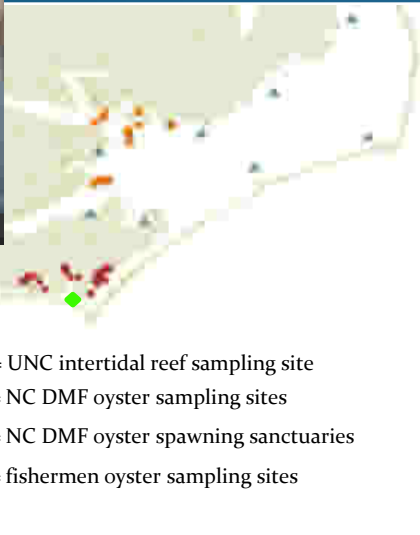 = UNC intertidal reef sampling site
= NC DMF oyster sampling sites
= NC DMF oyster spawning sanctuaries
= fishermen oyster sampling sites